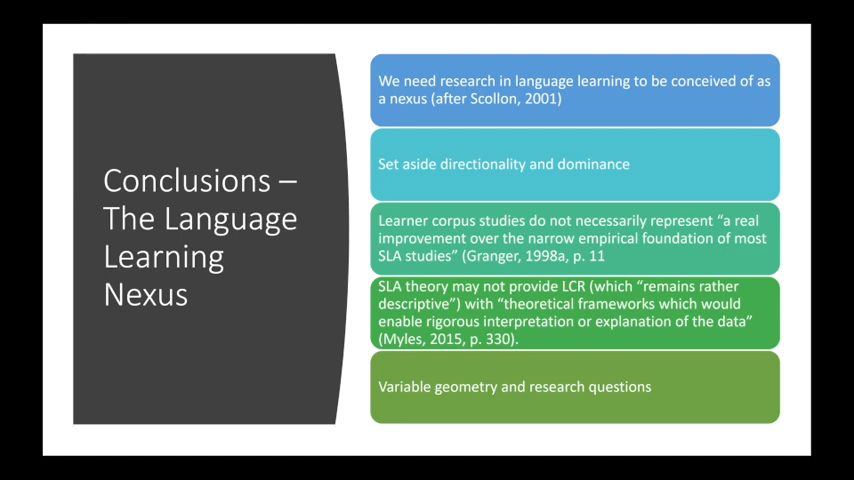 Conclusions –
The Language
Learning
Nexus
We need research in language learning to be conceived of as
a nexus (after Scollon, 2001)
Set aside directionality and dominance
Learner corpus studies do not necessarily represent “a real
improvement over the narrow empirical foundation of most
SLA studies” (Granger, 1998a, p. 11
SLA theory may not provide LCR (which “remains rather
descriptive”) with “theoretical frameworks which would
enable rigorous interpretation or explanation of the data”
(Myles, 2015, p. 330).
Variable geometry and research questions